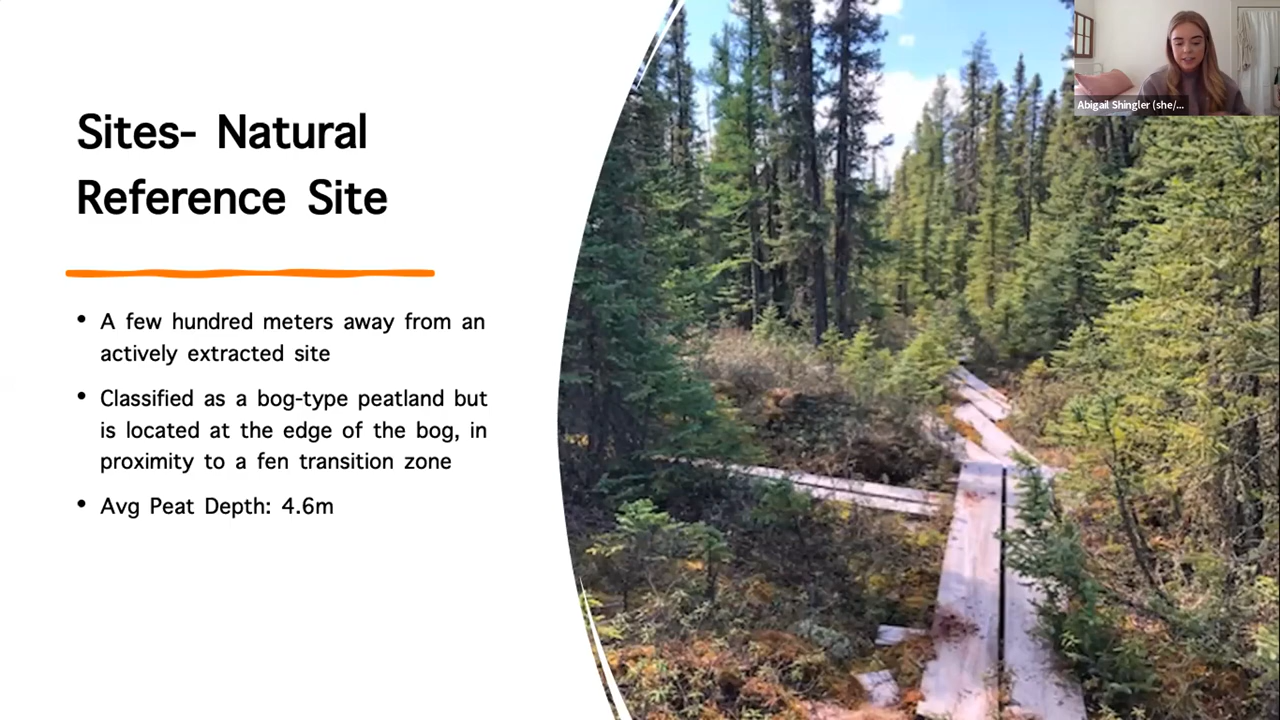 Sites- Natural
Reference Site
• A few hundred meters away from an
actively extracted site
• Classified as a bog-type peatland but
is located at the edge of the bog, in
proximity to a fen transition zone
• Avg Peat Depth: 4.6m
Abigail Shingler (she/...